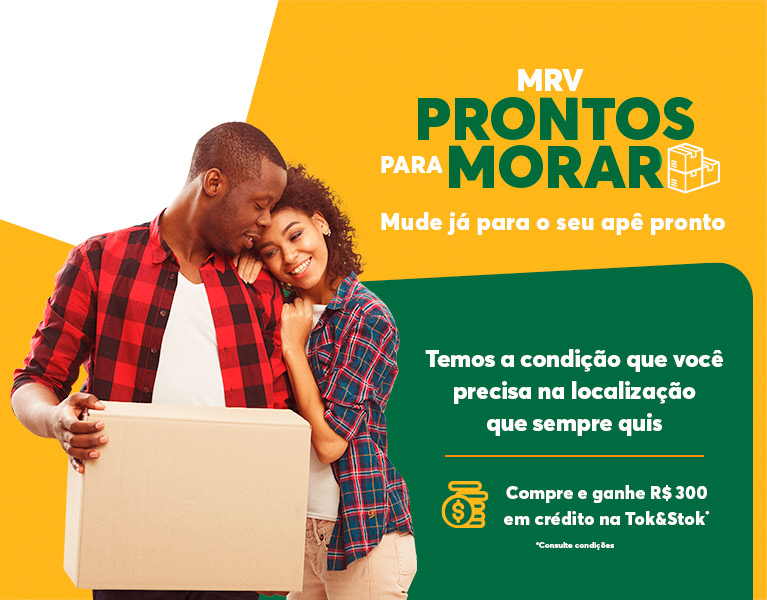 MRV
PRONTOS
PARA MORAR
Mude já para o seu apê pronto
Temos a condição que você
precisa na localização
que sempre quis
Compre e ganhe R$ 300
em crédito na Tok&Stok*
*Consulte condições